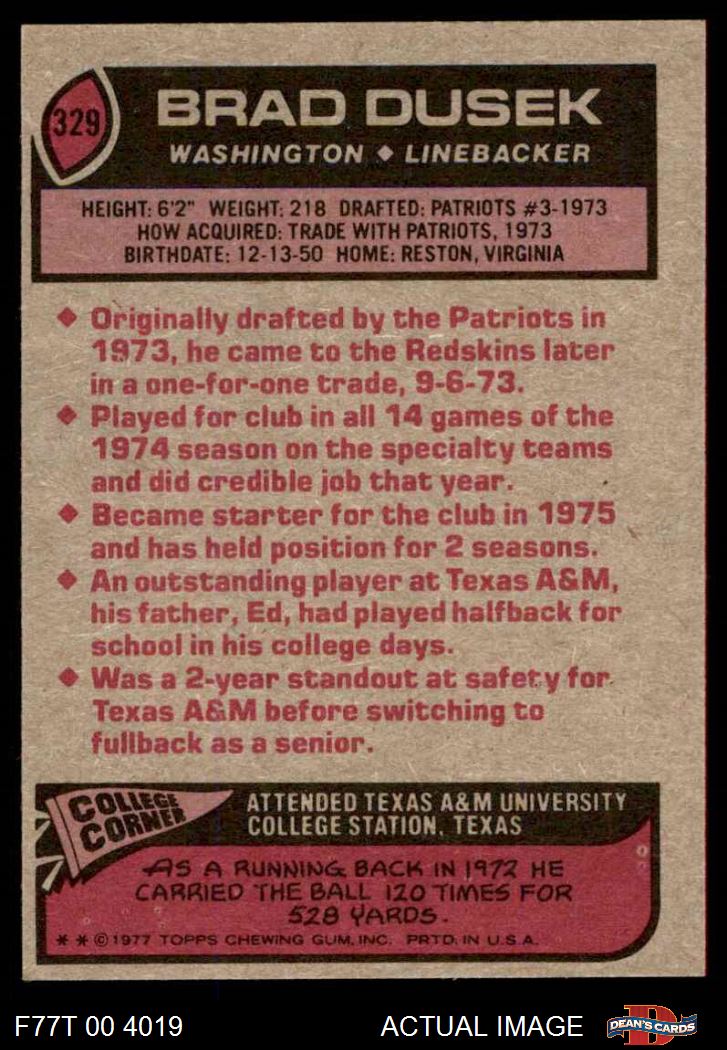 329
BRAD DUSEK
WASHINGTON ◆ LINEBACKER
HEIGHT: 6'2" WEIGHT: 218 DRAFTED: PATRIOTS #3-1973
HOW ACQUIRED: TRADE WITH PATRIOTS, 1973
BIRTHDATE: 12-13-50 HOME: RESTON, VIRGINIA
◆ Originally drafted by the Patriots in
1973, he came to the Redskins later
in a one-for-one trade, 9-6-73.
◆ Played for club in all 14 games of the
1974 season on the specialty teams
and did credible job that year.
◆ Became starter for the club in 1975
and has held position for 2 seasons.
◆ An outstanding player at Texas A&M,
his father, Ed, had played halfback for
school in his college days.
◆ Was a 2-year standout at safety for
Texas A&M before switching to
fullback as a senior.
COLLEGE
CORNER
ATTENDED TEXAS A&M UNIVERSITY
COLLEGE STATION, TEXAS
AS A RUNNING BACK IN 1972 HE
CARRIED THE BALL 120 TIMES FOR
528 YARDS.
* * © 1977 TOPPS CHEWING GUM, INC. PRTD. IN U.S.A.
F77T 00 4019
ACTUAL IMAGE
D
DEAN'S CARDS